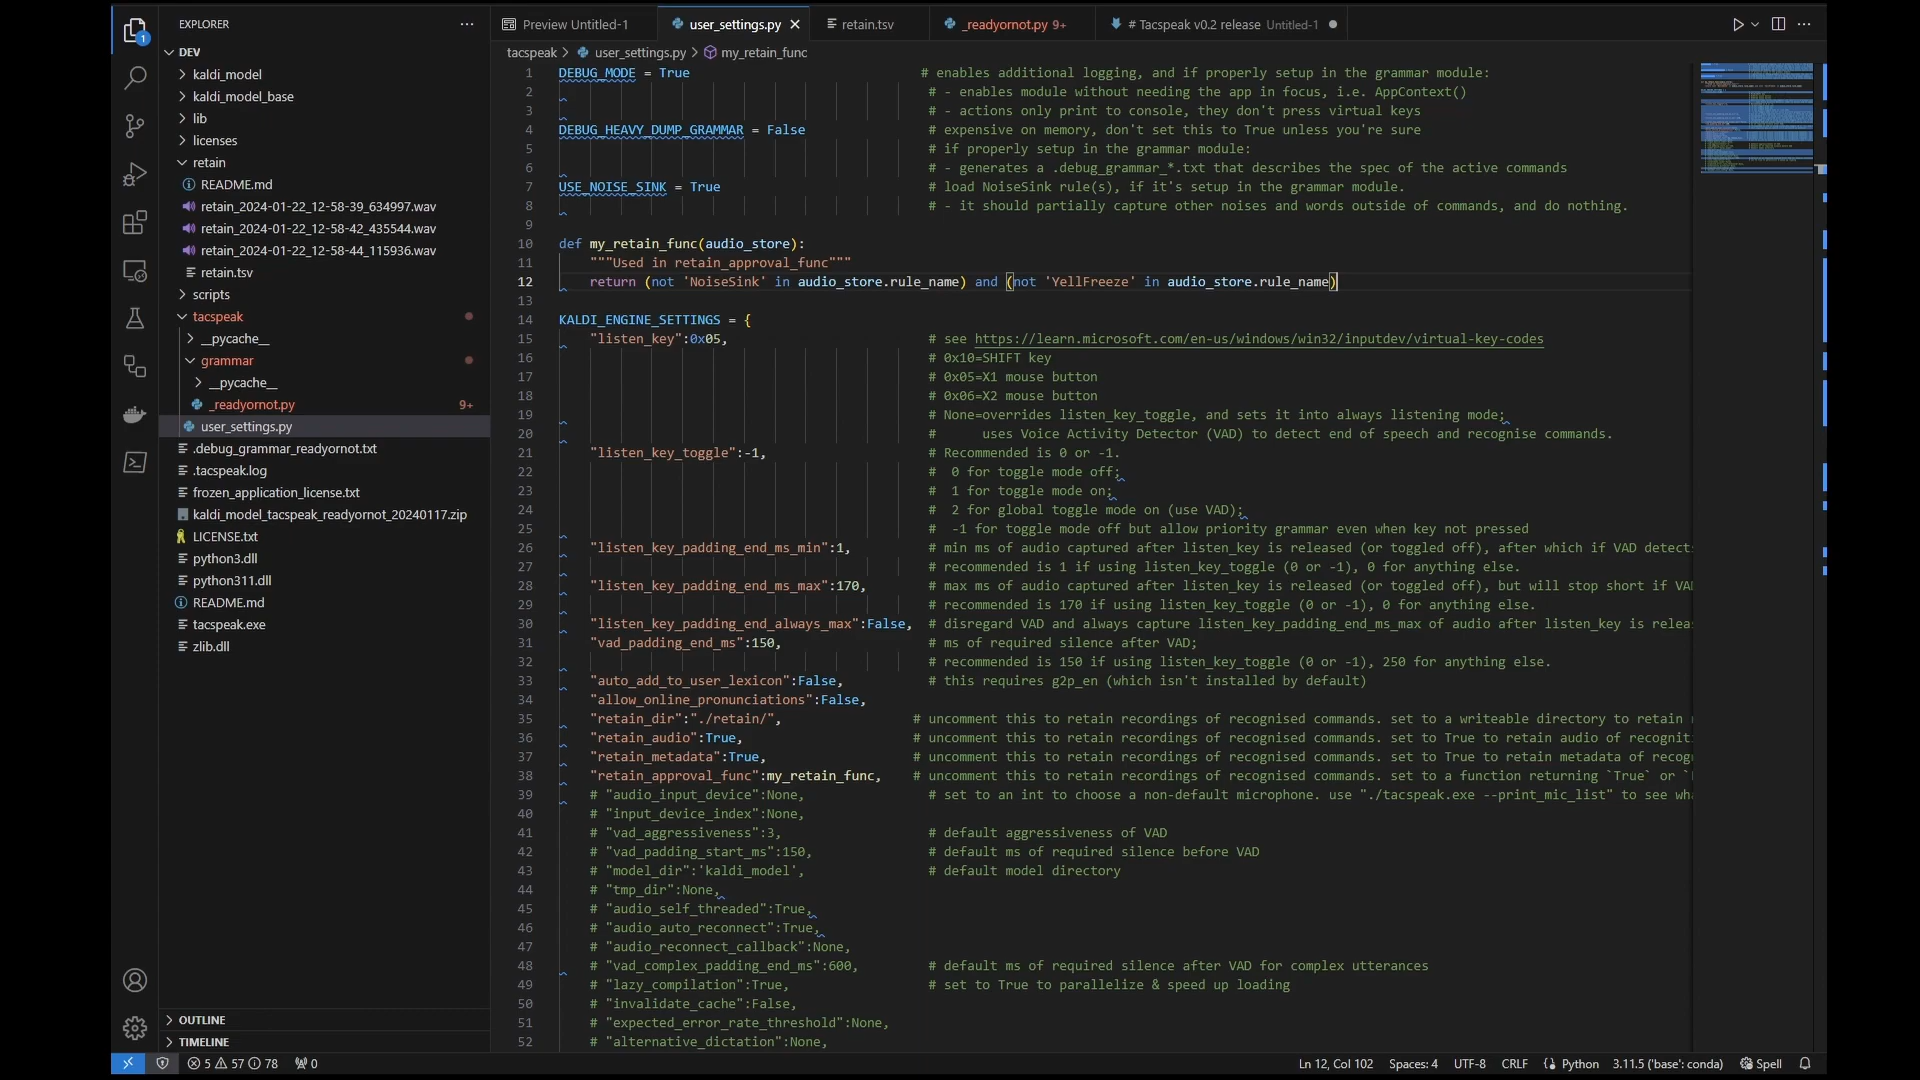 EXPLORER
DEV
kaldi_model
kaldi_model_base
lib
licenses
retain
README.md
retain_2024-01-22_12-58-39_634997.wav
retain_2024-01-22_12-58-42_435544.wav
retain_2024-01-22_12-58-44_115936.wav
retain.tsv
scripts
tacspeak
__pycache__
grammar
__pycache__
_readyornot.py 9+
user_settings.py
.debug_grammar_readyornot.txt
.tacspeak.log
frozen_application_license.txt
kaldi_model_tacspeak_readyornot_20240117.zip
LICENSE.txt
python3.dll
python311.dll
README.md
tacspeak.exe
zlib.dll
OUTLINE
TIMELINE
1
Preview Untitled-1 user_settings.py retain.tsv _readyornot.py 9+ # Tacspeak v0.2 release Untitled-1
tacspeak > user_settings.py > my_retain_func
1 DEBUG_MODE = True # enables additional logging, and if properly setup in the grammar module:
2 # - enables module without needing the app in focus, i.e. AppContext()
3 # - actions only print to console, they don't press virtual keys
4 DEBUG_HEAVY_DUMP_GRAMMAR = False # expensive on memory, don't set this to True unless you're sure
5 # if properly setup in the grammar module:
6 # - generates a .debug_grammar_*.txt that describes the spec of the active commands
7 USE_NOISE_SINK = True # load NoiseSink rule(s), if it's setup in the grammar module.
8 # - it should partially capture other noises and words outside of commands, and do nothing.
9
10 def my_retain_func(audio_store):
11 """Used in retain_approval_func"""
12 return (not 'NoiseSink' in audio_store.rule_name) and (not 'YellFreeze' in audio_store.rule_name)
13
14 KALDI_ENGINE_SETTINGS = {
15 "listen_key":0x05, # see https://learn.microsoft.com/en-us/windows/win32/inputdev/virtual-key-codes
16 # 0x10=SHIFT key
17 # 0x05=X1 mouse button
18 # 0x06=X2 mouse button
19 # None=overrides listen_key_toggle, and sets it into always listening mode;
20 # uses Voice Activity Detector (VAD) to detect end of speech and recognise commands.
21 "listen_key_toggle":-1, # Recommended is 0 or -1.
22 # 0 for toggle mode off;
23 # 1 for toggle mode on;
24 # 2 for global toggle mode on (use VAD);
25 # -1 for toggle mode off but allow priority grammar even when key not pressed
26 "listen_key_padding_end_ms_min":1, # min ms of audio captured after listen_key is released (or toggled off), after which if VAD detect
27 # recommended is 1 if using listen_key_toggle (0 or -1), 0 for anything else.
28 "listen_key_padding_end_ms_max":170, # max ms of audio captured after listen_key is released (or toggled off), but will stop short if VA
29 # recommended is 170 if using listen_key_toggle (0 or -1), 0 for anything else.
30 "listen_key_padding_end_always_max":False, # disregard VAD and always capture listen_key_padding_end_ms_max of audio after listen_key is relea
31 "vad_padding_end_ms":150, # ms of required silence after VAD;
32 # recommended is 150 if using listen_key_toggle (0 or -1), 250 for anything else.
33 "auto_add_to_user_lexicon":False, # this requires g2p_en (which isn't installed by default)
34 "allow_online_pronunciations":False,
35 "retain_dir":"./retain/", # uncomment this to retain recordings of recognised commands. set to a writeable directory to retain
36 "retain_audio":True, # uncomment this to retain recordings of recognised commands. set to True to retain audio of recogniti
37 "retain_metadata":True, # uncomment this to retain recordings of recognised commands. set to True to retain metadata of recog
38 "retain_approval_func":my_retain_func, # uncomment this to retain recordings of recognised commands. set to a function returning `True` or `
39 # "audio_input_device":None, # set to an int to choose a non-default microphone. use "./tacspeak.exe --print_mic_list" to see wh
40 # "input_device_index":None,
41 # "vad_aggressiveness":3, # default aggressiveness of VAD
42 # "vad_padding_start_ms":150, # default ms of required silence before VAD
43 # "model_dir":'kaldi_model', # default model directory
44 # "tmp_dir":None,
45 # "audio_self_threaded":True,
46 # "audio_auto_reconnect":True,
47 # "audio_reconnect_callback":None,
48 # "vad_complex_padding_end_ms":600, # default ms of required silence after VAD for complex utterances
49 # "lazy_compilation":True, # set to True to parallelize & speed up loading
50 # "invalidate_cache":False,
51 # "expected_error_rate_threshold":None,
52 # "alternative_dictation":None,
5 57 78 0 Ln 12, Col 102 Spaces: 4 UTF-8 CRLF Python 3.11.5 ('base': conda) Spell